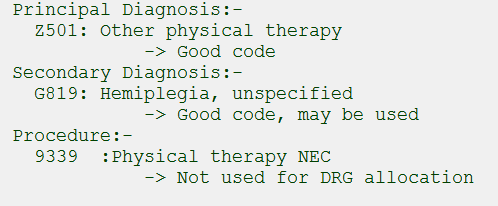 Principal Diagnosis:-
Z501: Other physical therapy
-> Good code
Secondary Diagnosis:-
G819: Hemiplegia, unspecified
-> Good code, may be used
Procedure:-
9339 :Physical therapy NEC
-> Not used for DRG allocation